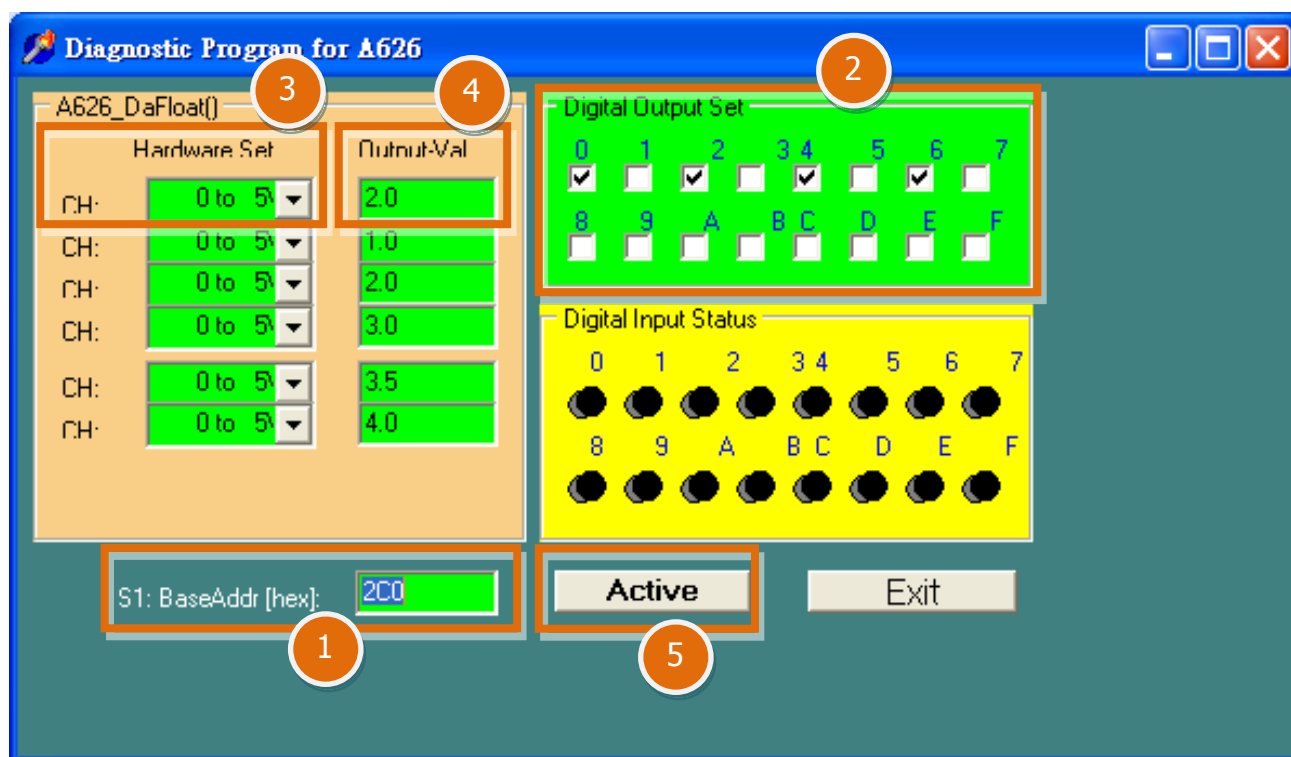 Diagnostic Program for A626
3
4
2
A626_DaFloat()
Hardware Set
Output-Val
CH:
0 to 5V
2.0
CH:
0 to 5V
1.0
CH:
0 to 5V
2.0
CH:
0 to 5V
3.0
CH:
0 to 5V
3.5
CH:
0 to 5V
4.0
Digital Output Set
0 1 2 3 4 5 6 7
8 9 A B C D E F
Digital Input Status
0 1 2 3 4 5 6 7
8 9 A B C D E F
S1: BaseAddr [hex]:
2C0
Active
Exit
1
5